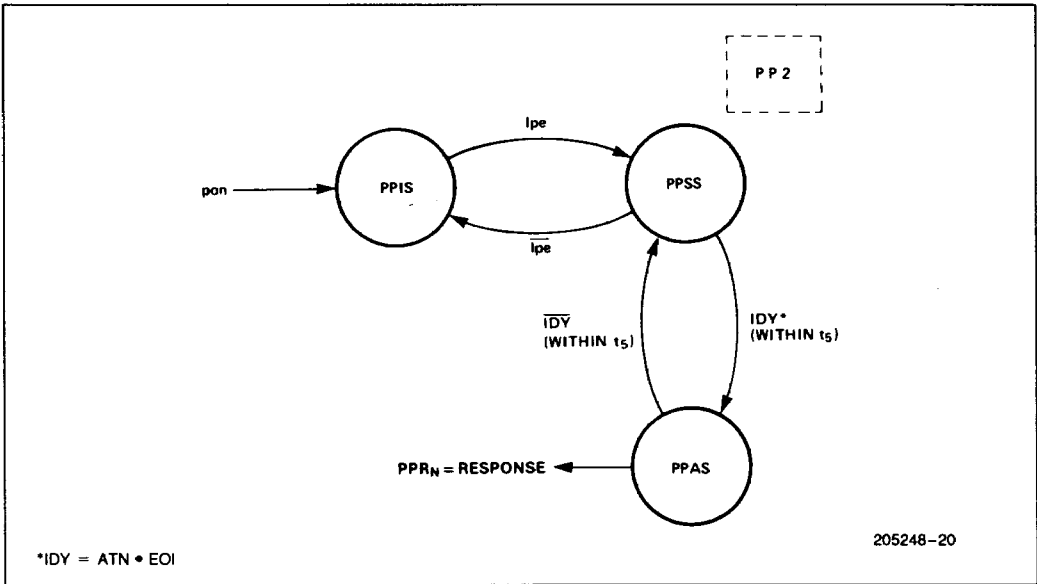 PP2
lpe
pon
PPIS
PPSS
lpe
IDY
(WITHIN t5)
IDY*
(WITHIN t5)
PPRN = RESPONSE
PPAS
205248-20
*IDY = ATN • EOI